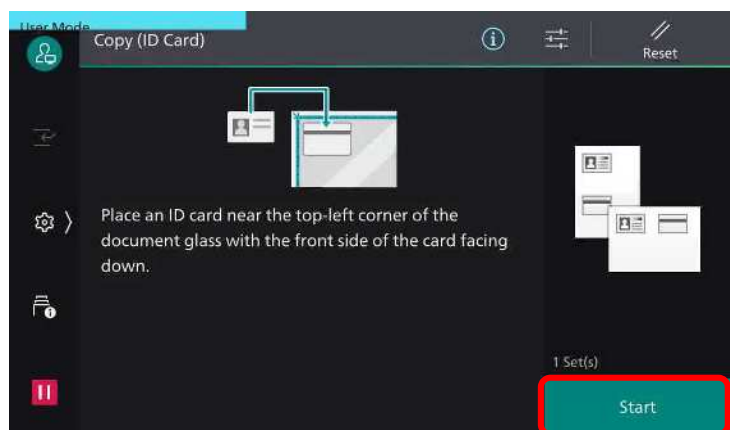 User Mode
Copy (ID Card)
Reset
Place an ID card near the top-left corner of the
document glass with the front side of the card facing
down.
1 Set(s)
Start